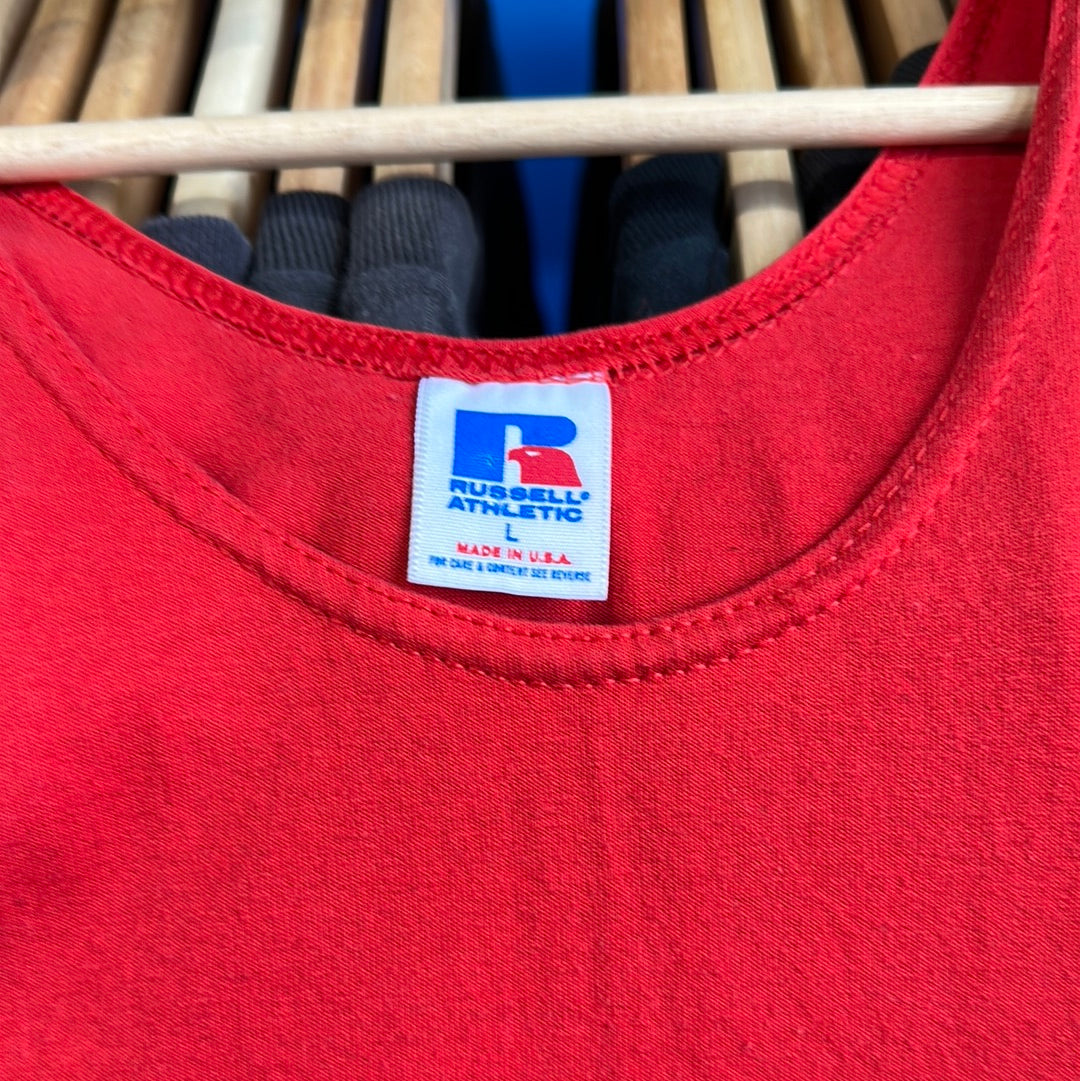 R
RUSSELL®
ATHLETIC
L
MADE IN U.S.A.
FOR CARE & CONTENT SEE REVERSE